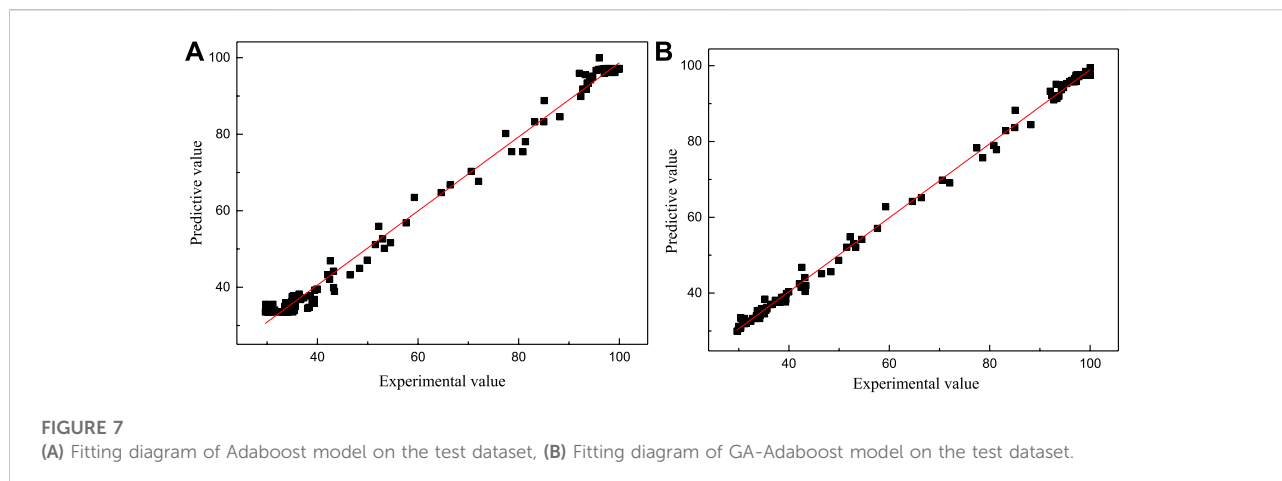 A
100
80
60
40
Predictive value
40
60
80
100
Experimental value
B
100
80
60
40
Predictive value
40
60
80
100
Experimental value
FIGURE 7
(A) Fitting diagram of Adaboost model on the test dataset, (B) Fitting diagram of GA-Adaboost model on the test dataset.